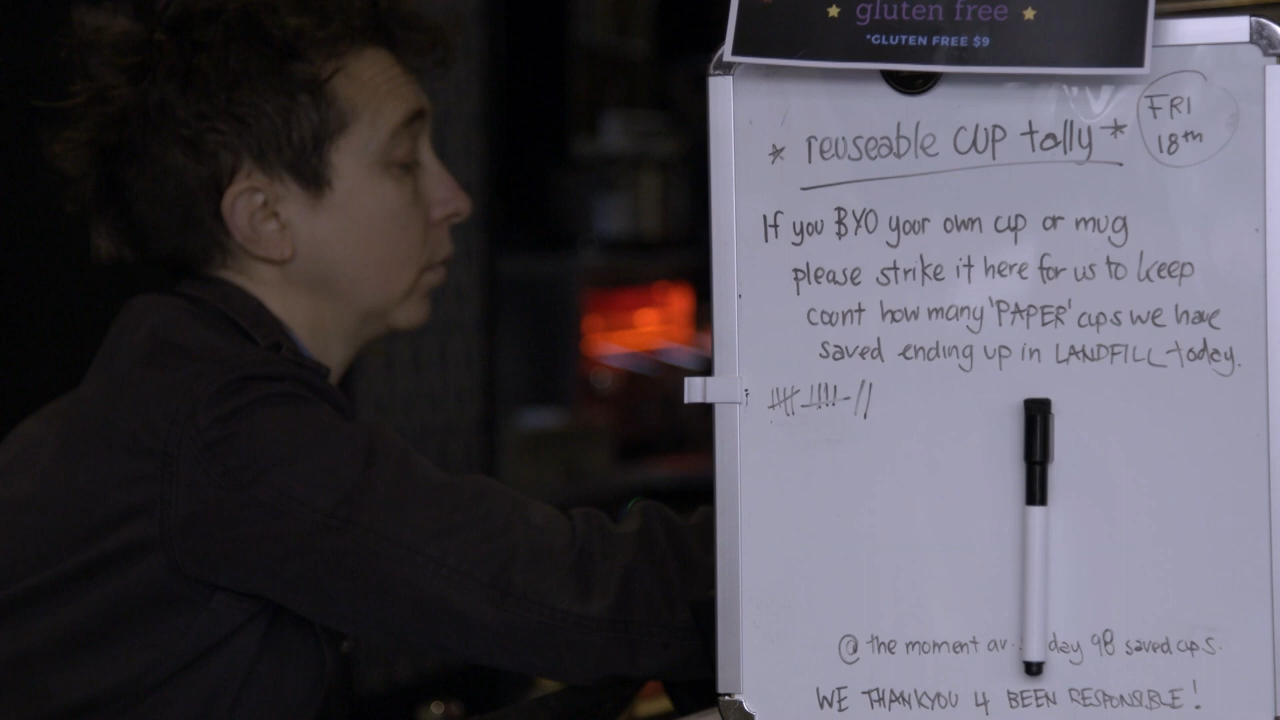 gluten free
*GLUTEN FREE $9
FRI
18th
* reuseable cup tally *
If you BYO your own cup or mug
please strike it here for us to keep
count how many 'PAPER' cups we have
saved ending up in LANDFILL today.
@ the moment av day 98 saved cups.
WE THANKYOU 4 BEEN RESPONSIBLE!